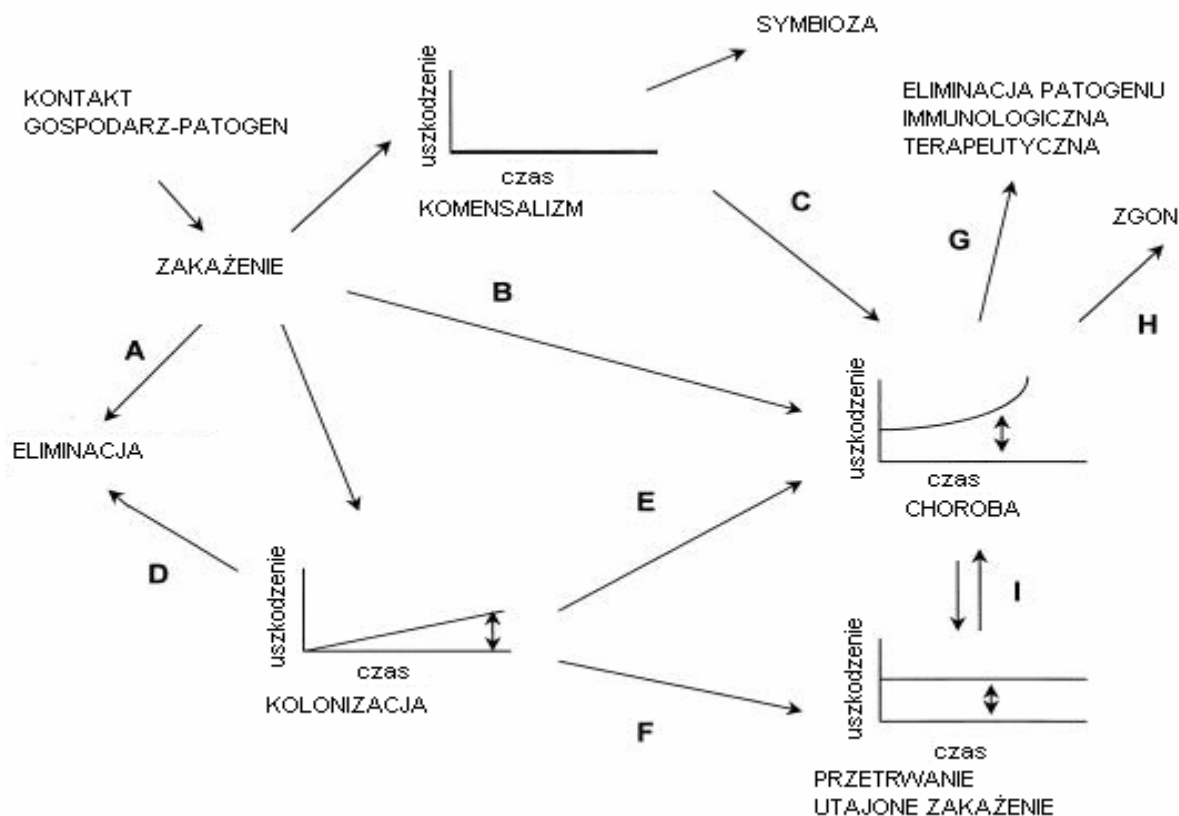 SYMBIOZA
KONTAKT
GOSPODARZ-PATOGEN
uszkodzenie
czas
KOMENSALIZM
ELIMINACJA PATOGENU
IMMUNOLOGICZNA
TERAPEUTYCZNA
C
G
ZGON
H
ZAKAŻENIE
B
A
ELIMINACJA
uszkodzenie
czas
CHOROBA
E
D
uszkodzenie
czas
KOLONIZACJA
I
F
uszkodzenie
czas
PRZETRWANIE
UTAJONE ZAKAŻENIE